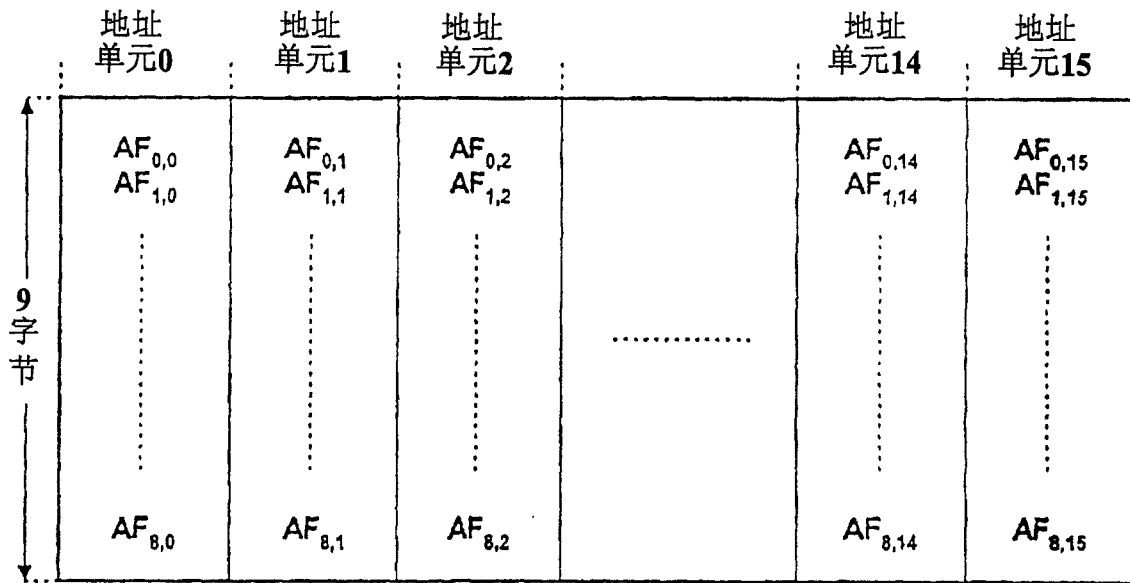 地址 地址 地址 地址 地址
单元0 单元1 单元2 单元14 单元15
AF0,0 AF0,1 AF0,2 AF0,14 AF0,15
AF1,0 AF1,1 AF1,2 AF1,14 AF1,15
9
字
节
AF8,0 AF8,1 AF8,2 AF8,14 AF8,15